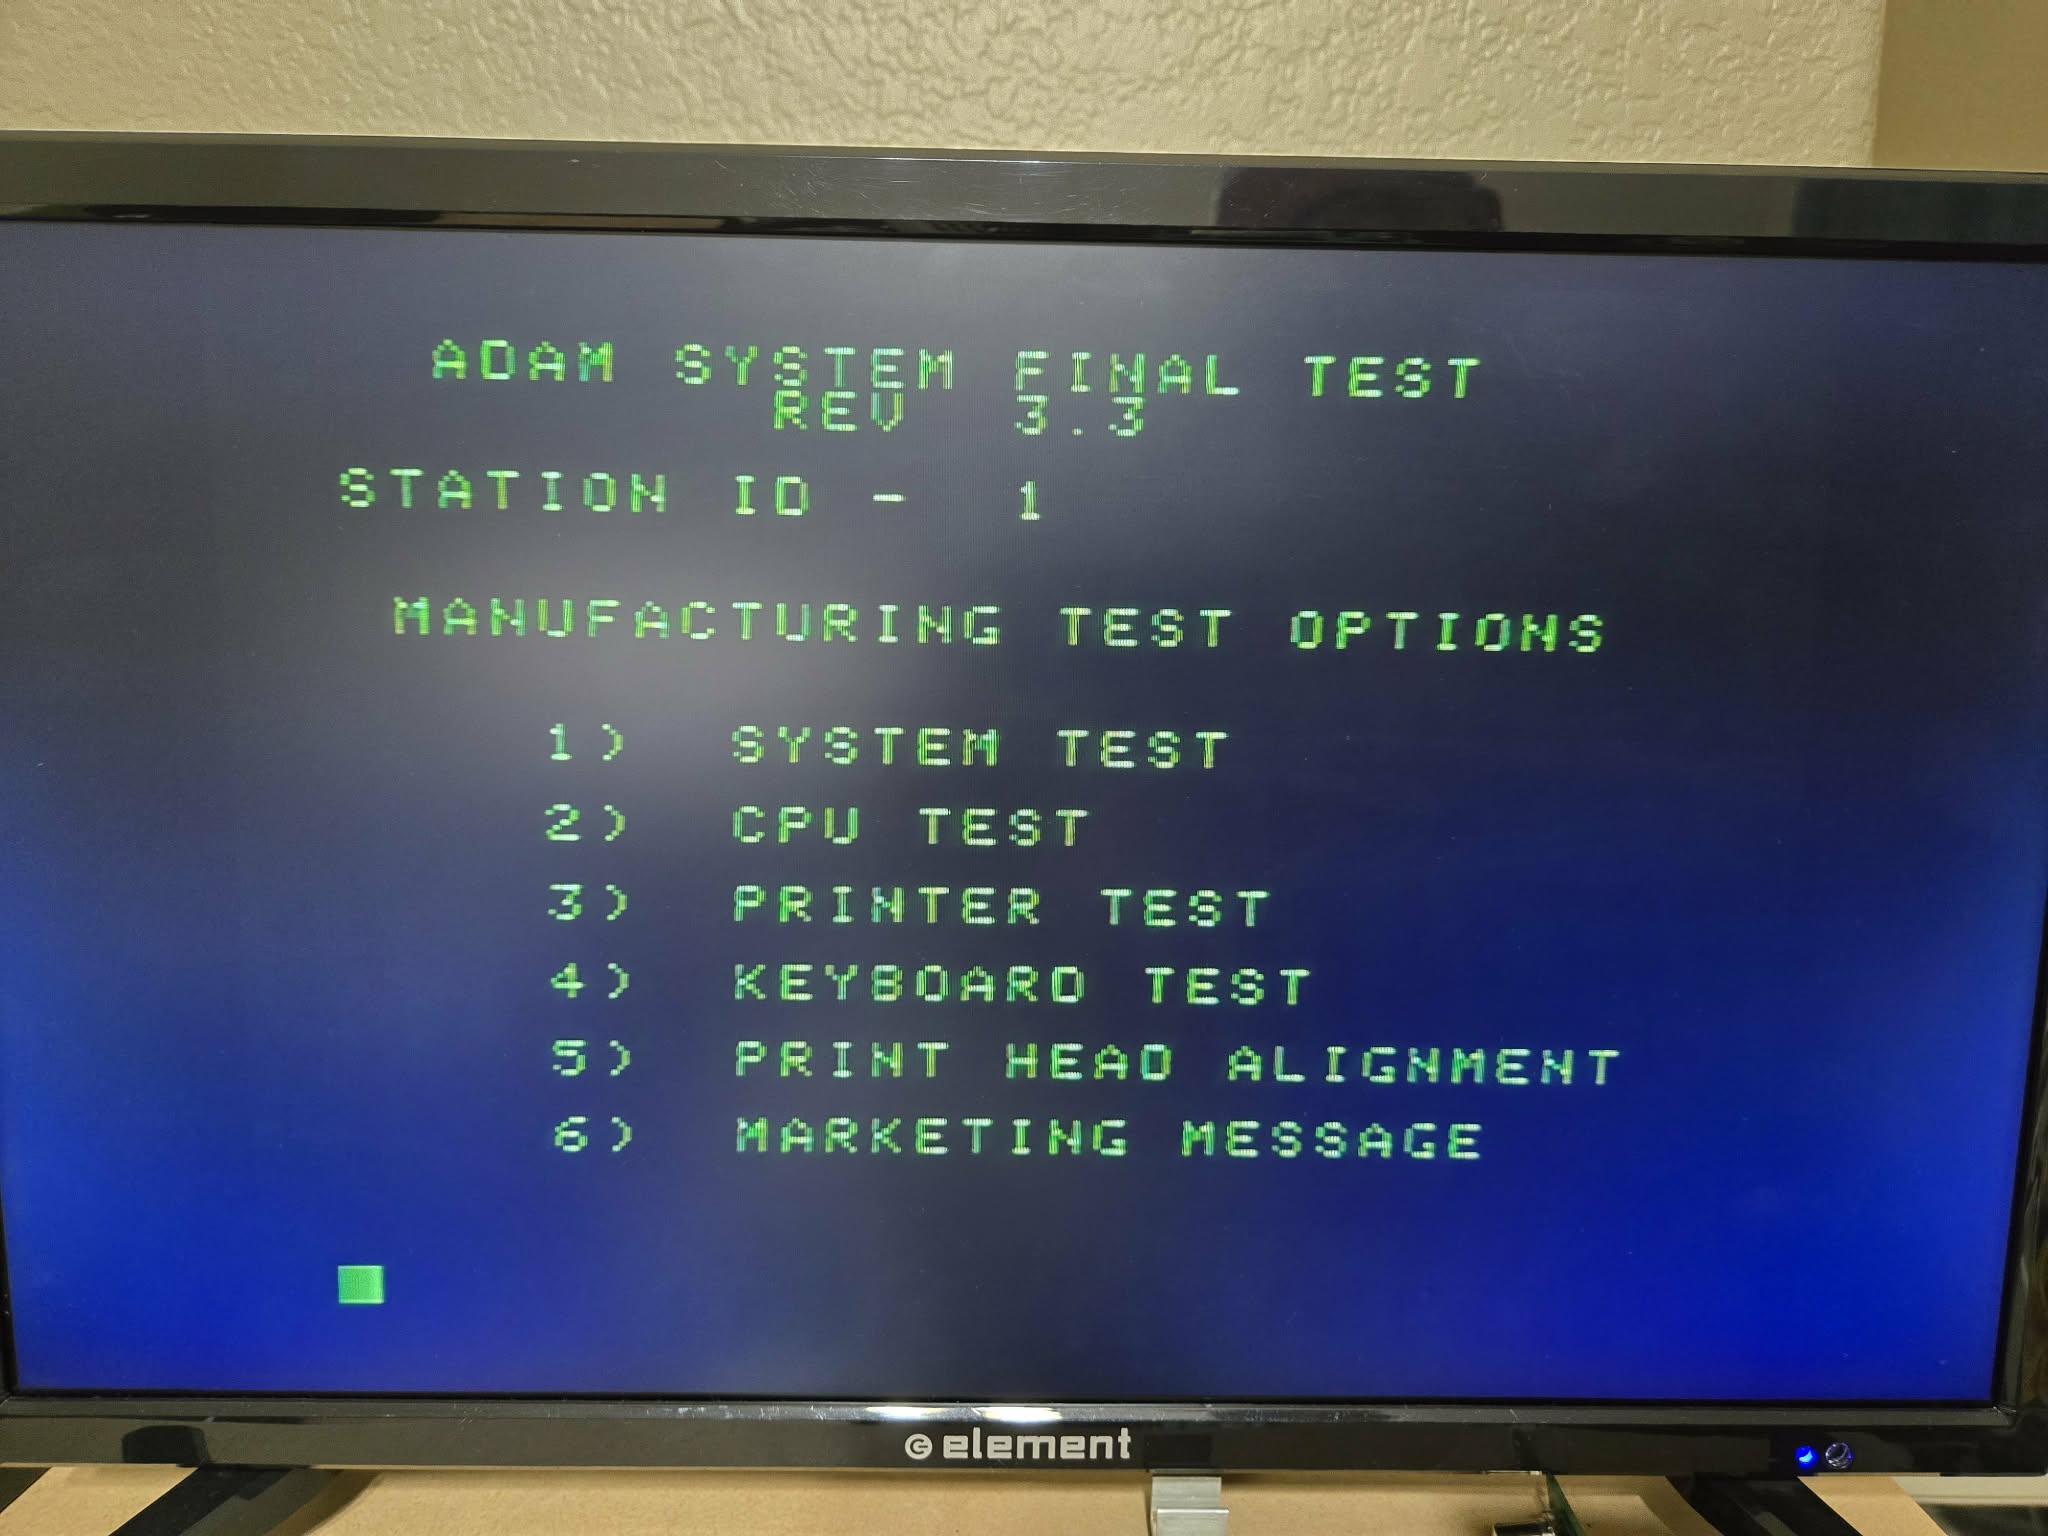 ADAM SYSTEM FINAL TEST
REV 3.3
STATION ID - 1
MANUFACTURING TEST OPTIONS
1) SYSTEM TEST
2) CPU TEST
3) PRINTER TEST
4) KEYBOARD TEST
5) PRINT HEAD ALIGNMENT
6) MARKETING MESSAGE
element